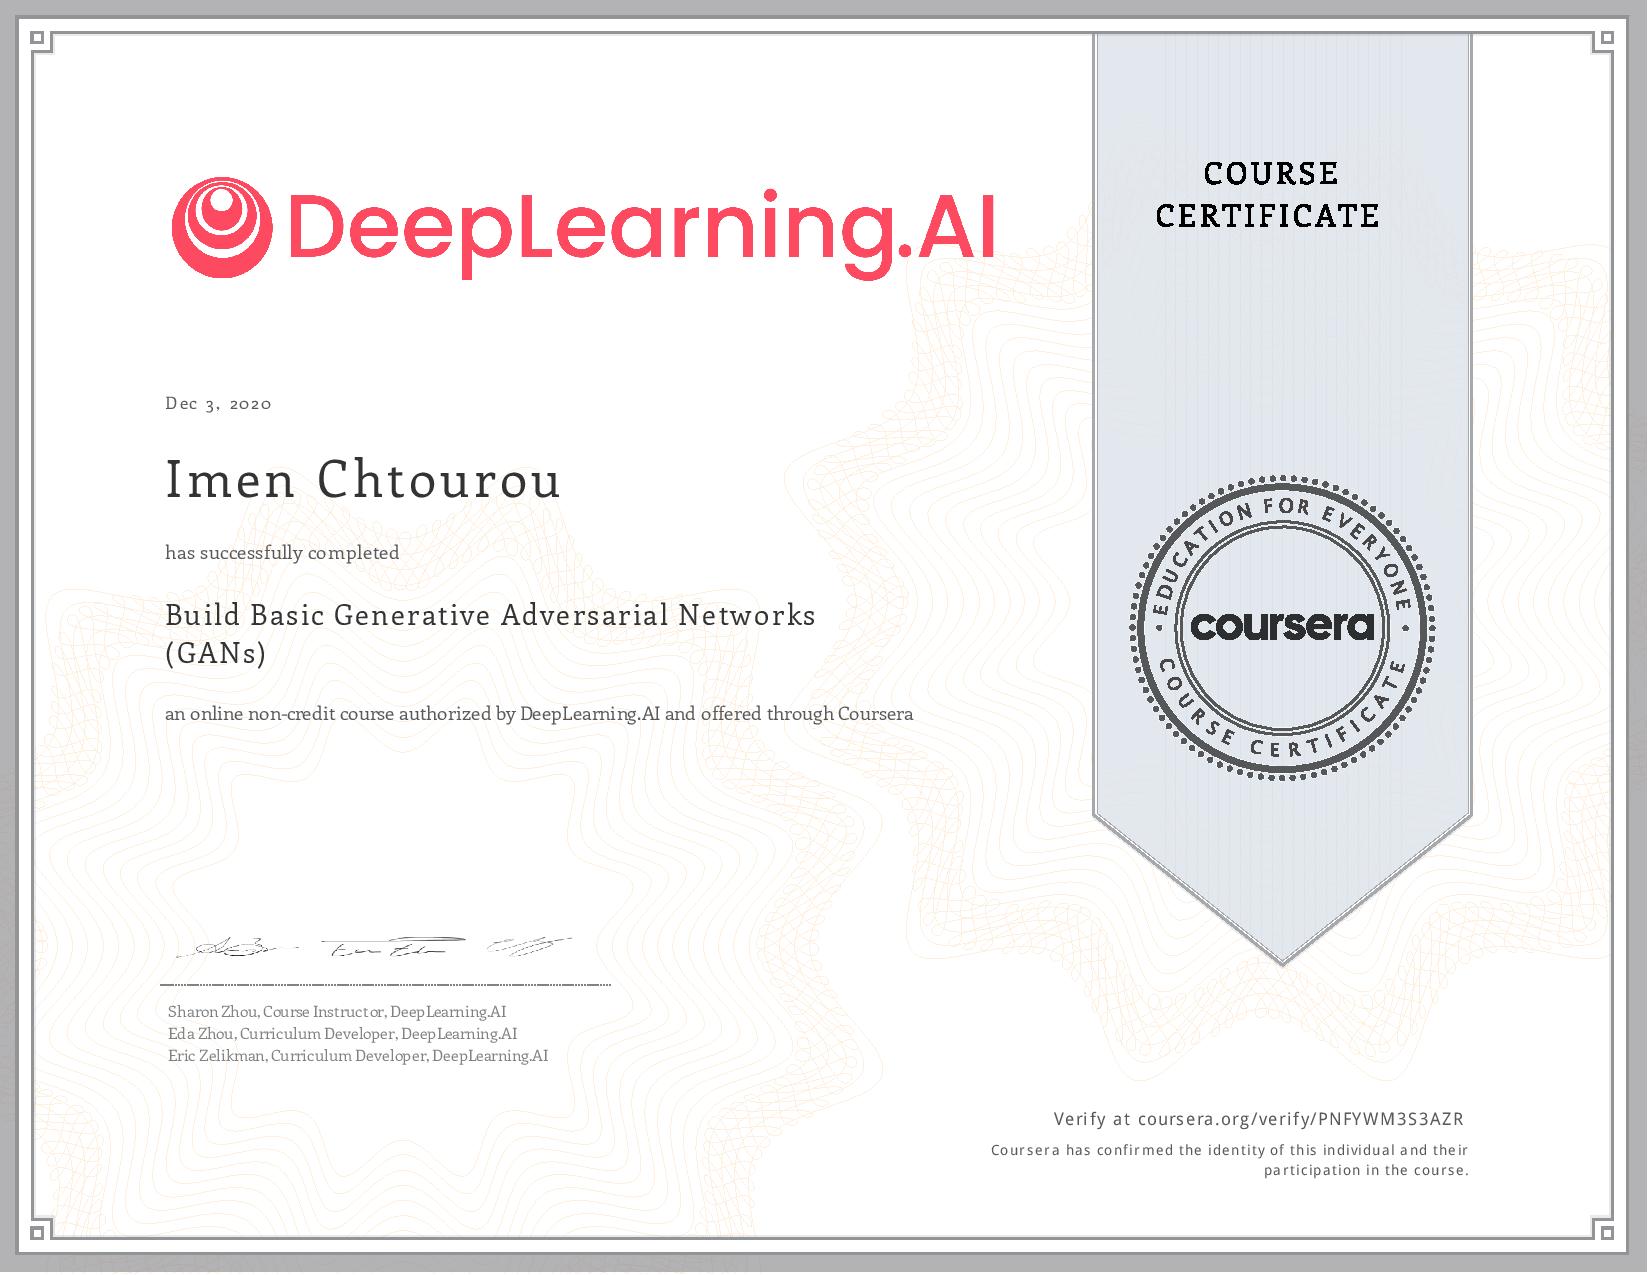 DeepLearning.AI
COURSE
CERTIFICATE
Dec 3, 2020
Imen Chtourou
has successfully completed
Build Basic Generative Adversarial Networks
(GANs)
an online non-credit course authorized by DeepLearning.AI and offered through Coursera
EDUCATION FOR EVERYONE
coursera
COURSE CERTIFICATE
Sharon Zhou, Course Instructor, DeepLearning.AI
Eda Zhou, Curriculum Developer, DeepLearning.AI
Eric Zelikman, Curriculum Developer, DeepLearning.AI
Verify at coursera.org/verify/PNFYWM3S3AZR
Coursera has confirmed the identity of this individual and their
participation in the course.